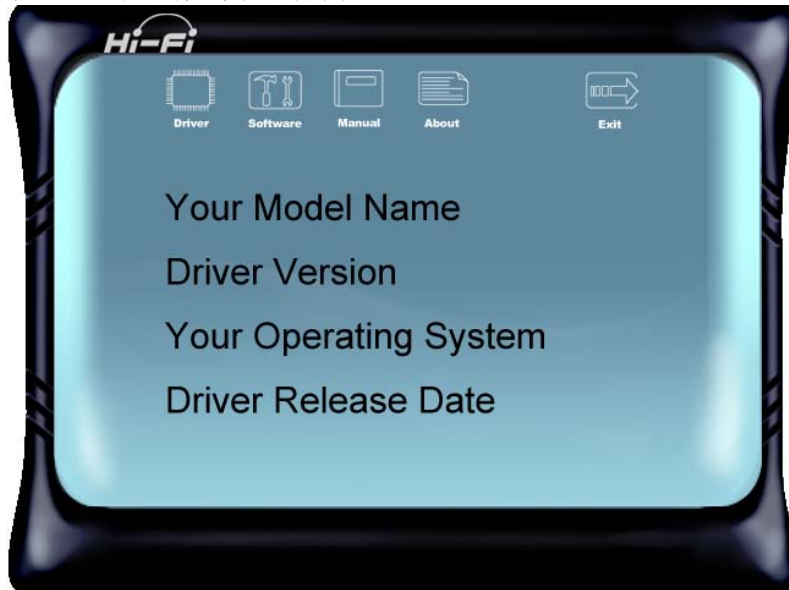 Hi-Fi
Driver Software Manual About Exit
Your Model Name
Driver Version
Your Operating System
Driver Release Date